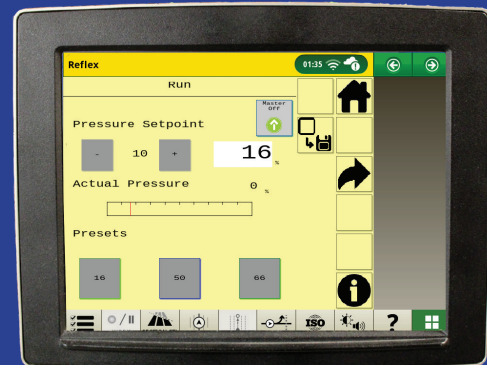 Reflex 01:35
Run
Master
Off
Pressure Setpoint
- 10 + 16 %
Actual Pressure 0 %
Presets
16 50 66
ISO ?